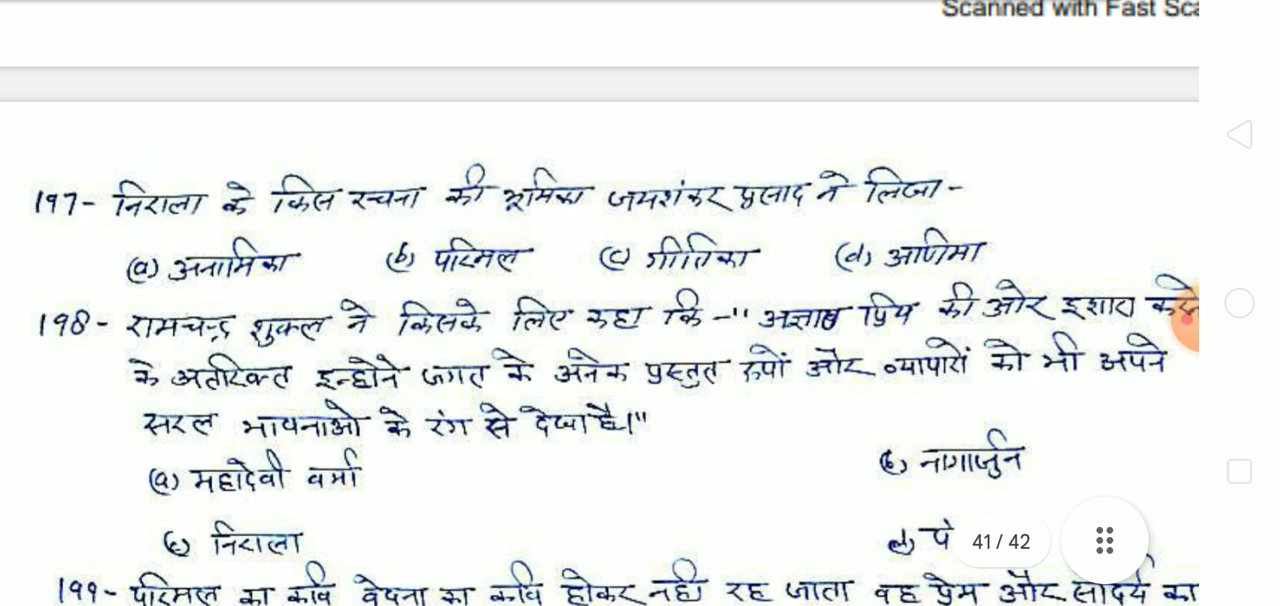 Scanned with Fast Sca
197- निराला के किस रचना की भूमिका जयशंकर प्रसाद ने लिखा -
(a) अनामिका (b) परिमल (c) गीतिका (d) आणिमा
198- रामचन्द्र शुक्ल ने किसके लिए कहा कि -" अज्ञात प्रिय की ओर इशारा करने
के अतिरिक्त इन्होने जगत के अनेक प्रस्तुत रुपों और व्यापारों को भी अपने
सरल भावनाओ के रंग से देखा है।"
(a) महादेवी वर्मा (b) नागार्जुन
(c) निराला (d) पं
41 / 42
199- परिमल का कवि वेदना का कवि होकर नही रह जाता वह प्रेम और सौदर्य का